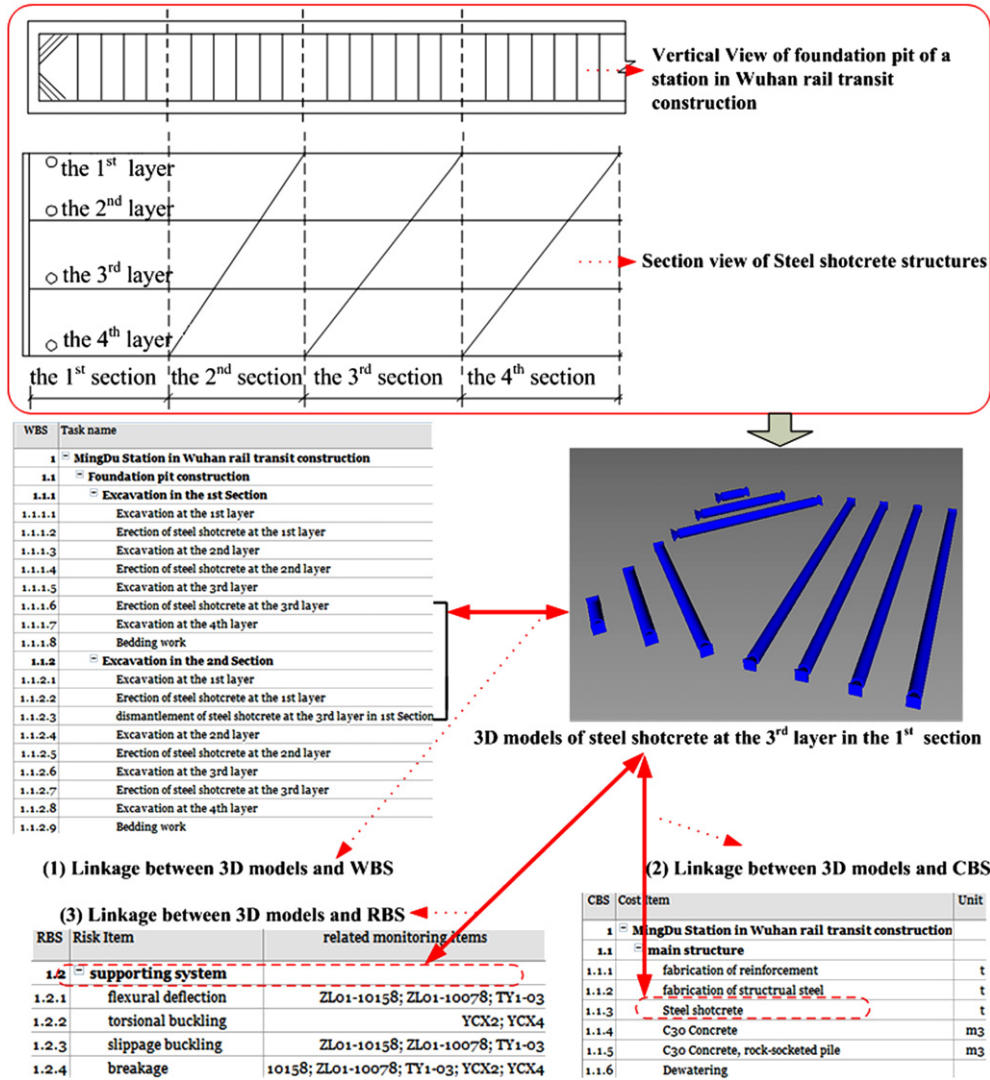 Vertical View of foundation pit of a
station in Wuhan rail transit
construction
the 1st layer
the 2nd layer
the 3rd layer
the 4th layer
Section view of Steel shotcrete structures
the 1st section the 2nd section the 3rd section the 4th section
WBS Task name
1 MingDu Station in Wuhan rail transit construction
1.1 Foundation pit construction
1.1.1 Excavation in the 1st Section
1.1.1.1 Excavation at the 1st layer
1.1.1.2 Erection of steel shotcrete at the 1st layer
1.1.1.3 Excavation at the 2nd layer
1.1.1.4 Erection of steel shotcrete at the 2nd layer
1.1.1.5 Excavation at the 3rd layer
1.1.1.6 Erection of steel shotcrete at the 3rd layer
1.1.1.7 Excavation at the 4th layer
1.1.1.8 Bedding work
1.1.2 Excavation in the 2nd Section
1.1.2.1 Excavation at the 1st layer
1.1.2.2 Erection of steel shotcrete at the 1st layer
1.1.2.3 dismantlement of steel shotcrete at the 3rd layer in 1st Section
1.1.2.4 Excavation at the 2nd layer
1.1.2.5 Erection of steel shotcrete at the 2nd layer
1.1.2.6 Excavation at the 3rd layer
1.1.2.7 Erection of steel shotcrete at the 3rd layer
1.1.2.8 Excavation at the 4th layer
1.1.2.9 Bedding work
3D models of steel shotcrete at the 3rd layer in the 1st section
(1) Linkage between 3D models and WBS
(2) Linkage between 3D models and CBS
(3) Linkage between 3D models and RBS
RBS Risk Item related monitoring items
1.2 supporting system
1.2.1 flexural deflection ZL01-10158; ZL01-10078; TY1-03
1.2.2 torsional buckling YCX2; YCX4
1.2.3 slippage buckling ZL01-10158; ZL01-10078; TY1-03
1.2.4 breakage 10158; ZL01-10078; TY1-03; YCX2; YCX4
CBS Cost Item Unit
1 MingDu Station in Wuhan rail transit construction
1.1 main structure
1.1.1 fabrication of reinforcement t
1.1.2 fabrication of structrual steel t
1.1.3 Steel shotcrete t
1.1.4 C30 Concrete m3
1.1.5 C30 Concrete, rock-socketed pile m3
1.1.6 Dewatering